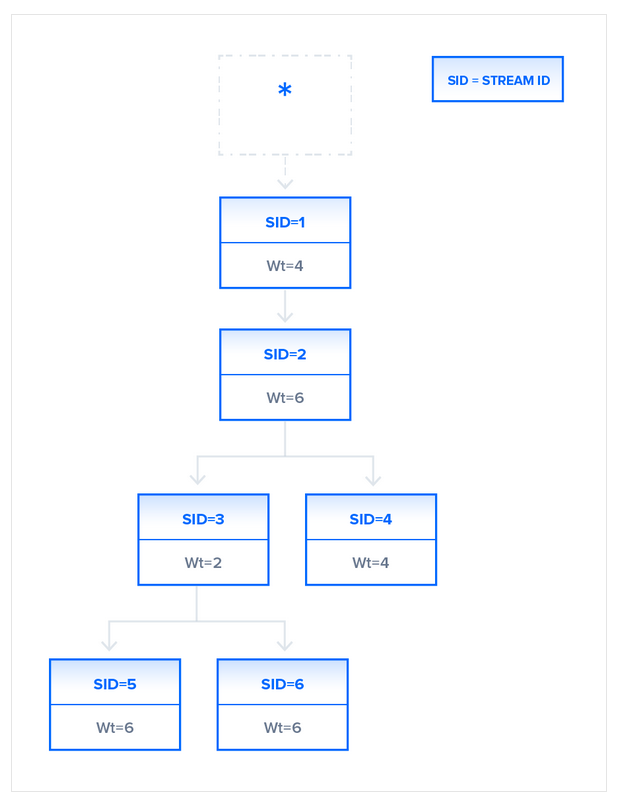 *
SID = STREAM ID
SID=1
Wt=4
SID=2
Wt=6
SID=3
SID=4
Wt=2
Wt=4
SID=5
SID=6
Wt=6
Wt=6